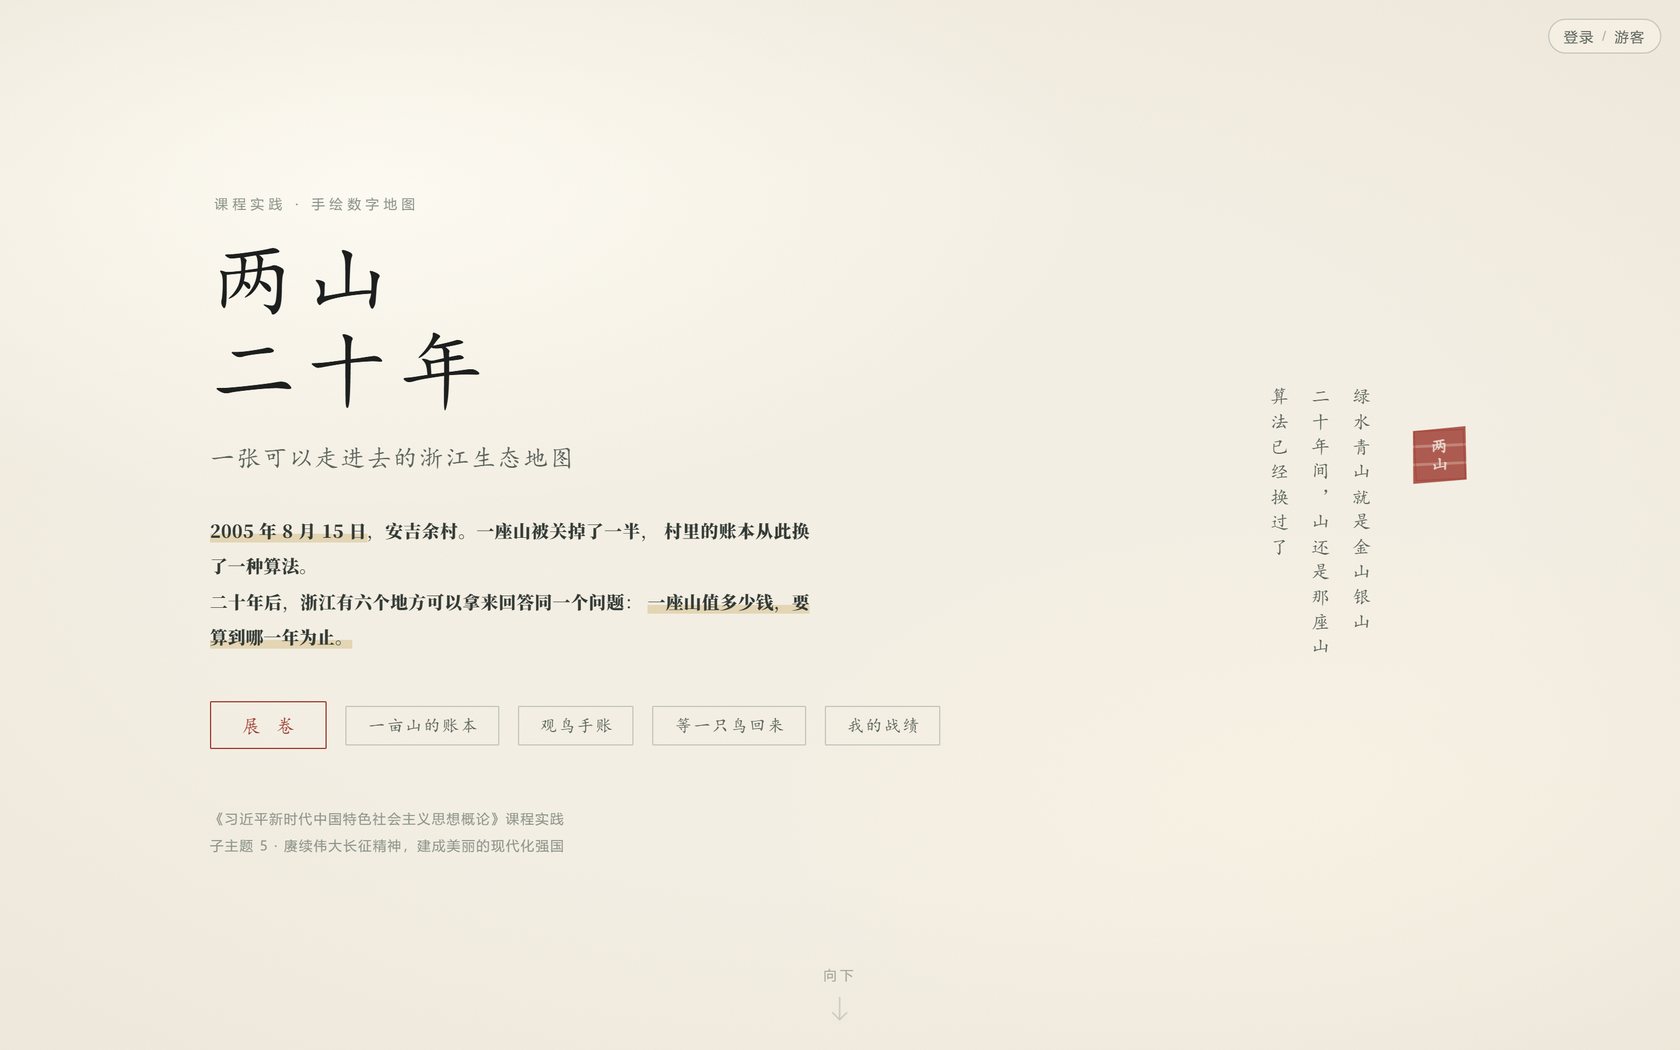 登录 / 游客
课程实践 · 手绘数字地图
两山
二十年
一张可以走进去的浙江生态地图
2005 年 8 月 15 日，安吉余村。一座山被关掉了一半， 村里的账本从此换
了一种算法。
二十年后，浙江有六个地方可以拿来回答同一个问题： 一座山值多少钱，要
算到哪一年为止。
展 卷
一亩山的账本
观鸟手账
等一只鸟回来
我的战绩
《习近平新时代中国特色社会主义思想概论》课程实践
子主题 5 · 赓续伟大长征精神，建成美丽的现代化强国
两
山
绿水青山就是金山银山
二十年间，山还是那座山
算法已经换过了
向下